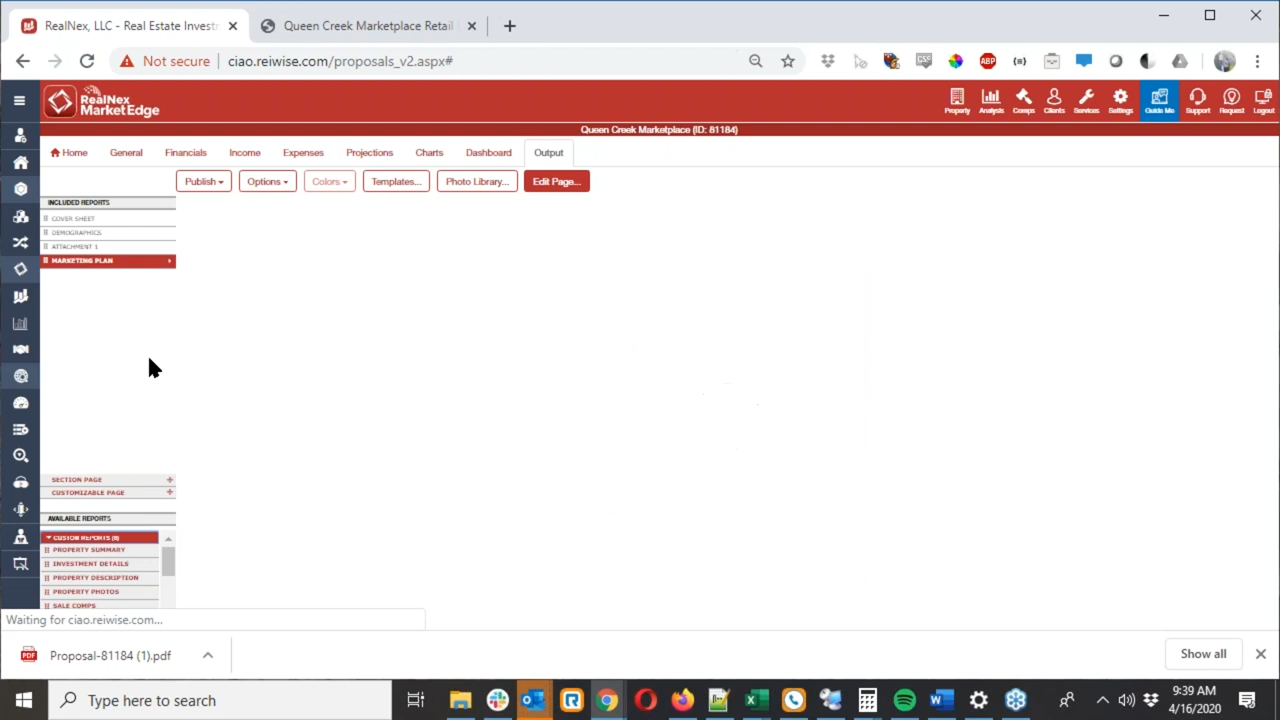 RealNex, LLC - Real Estate Invest
Queen Creek Marketplace Retail
Not secure
ciao.reiwise.com/proposals_v2.aspx#
RealNex
MarketEdge
Property
Analysis
Comps
Clients
Services
Settings
Guide Me
Support
Request
Logout
Queen Creek Marketplace (ID: 81184)
Home
General
Financials
Income
Expenses
Projections
Charts
Dashboard
Output
Publish
Options
Colors
Templates...
Photo Library...
Edit Page...
INCLUDED REPORTS
COVER SHEET
DEMOGRAPHICS
ATTACHMENT 1
MARKETING PLAN
SECTION PAGE
CUSTOMIZABLE PAGE
AVAILABLE REPORTS
CUSTOM REPORTS (8)
PROPERTY SUMMARY
INVESTMENT DETAILS
PROPERTY DESCRIPTION
PROPERTY PHOTOS
SALE COMPS
Waiting for ciao.reiwise.com...
Proposal-81184 (1).pdf
Show all
Type here to search
9:39 AM
4/16/2020